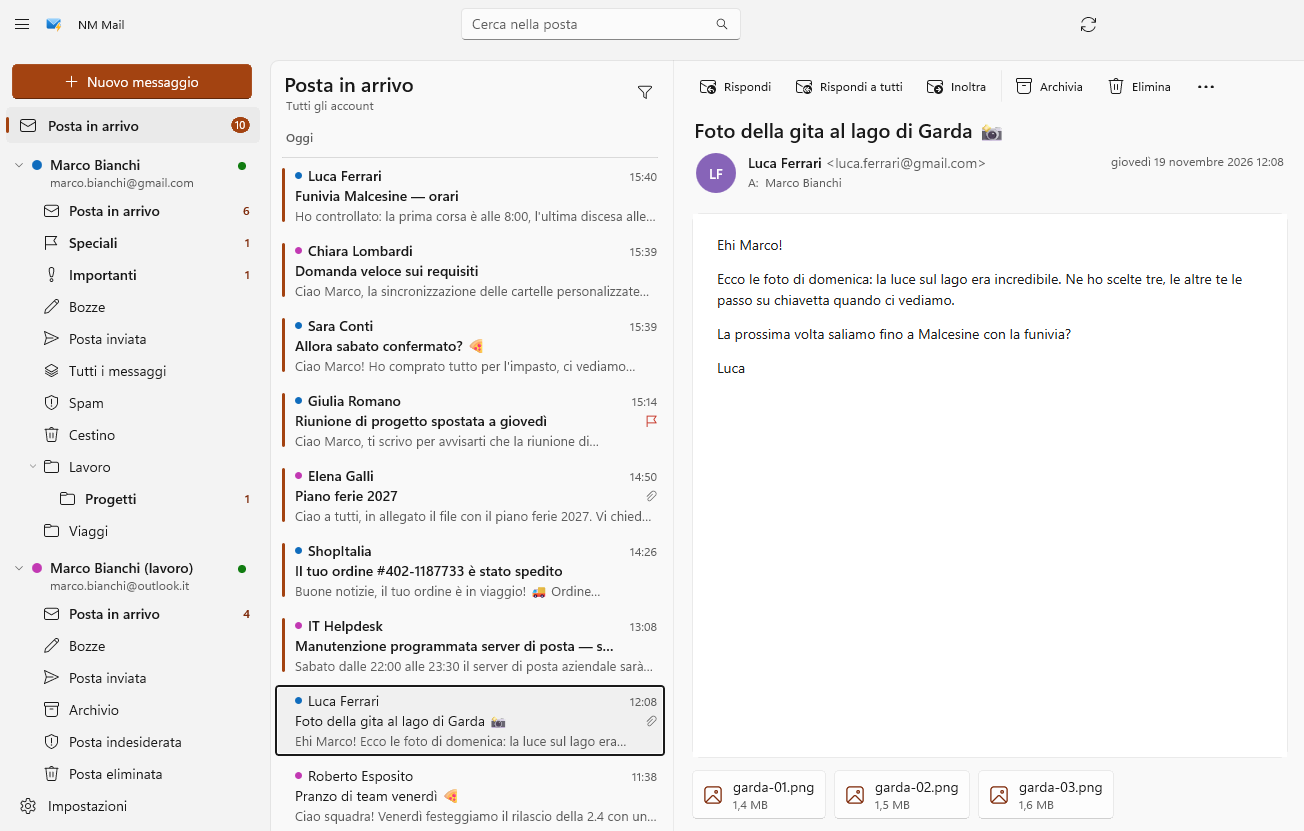 NM Mail
Cerca nella posta
Nuovo messaggio
Posta in arrivo 10
Marco Bianchi
marco.bianchi@gmail.com
Posta in arrivo 6
Speciali 1
Importanti 1
Bozze
Posta inviata
Tutti i messaggi
Spam
Cestino
Lavoro
Progetti 1
Viaggi
Marco Bianchi (lavoro)
marco.bianchi@outlook.it
Posta in arrivo 4
Bozze
Posta inviata
Archivio
Posta indesiderata
Posta eliminata
Impostazioni
Posta in arrivo
Tutti gli account
Oggi
Luca Ferrari 15:40
Funivia Malcesine — orari
Ho controllato: la prima corsa è alle 8:00, l'ultima discesa alle…
Chiara Lombardi 15:39
Domanda veloce sui requisiti
Ciao Marco, la sincronizzazione delle cartelle personalizzate…
Sara Conti 15:39
Allora sabato confermato? 🍕
Ciao Marco! Ho comprato tutto per l'impasto, ci vediamo…
Giulia Romano 15:14
Riunione di progetto spostata a giovedì
Ciao Marco, ti scrivo per avvisarti che la riunione di…
Elena Galli 14:50
Piano ferie 2027
Ciao a tutti, in allegato il file con il piano ferie 2027. Vi chied…
ShopItalia 14:26
Il tuo ordine #402-1187733 è stato spedito
Buone notizie, il tuo ordine è in viaggio! 🚚 Ordine…
IT Helpdesk 13:08
Manutenzione programmata server di posta — s…
Sabato dalle 22:00 alle 23:30 il server di posta aziendale sarà…
Luca Ferrari 12:08
Foto della gita al lago di Garda 📸
Ehi Marco! Ecco le foto di domenica: la luce sul lago era…
Roberto Esposito 11:38
Pranzo di team venerdì 🍕
Ciao squadra! Venerdì festeggiamo il rilascio della 2.4 con un…
Rispondi
Rispondi a tutti
Inoltra
Archivia
Elimina
Foto della gita al lago di Garda 📸
LF
Luca Ferrari <luca.ferrari@gmail.com> giovedì 19 novembre 2026 12:08
A: Marco Bianchi
Ehi Marco!
Ecco le foto di domenica: la luce sul lago era incredibile. Ne ho scelte tre, le altre te le
passo su chiavetta quando ci vediamo.
La prossima volta saliamo fino a Malcesine con la funivia?
Luca
garda-01.png
1,4 MB
garda-02.png
1,5 MB
garda-03.png
1,6 MB